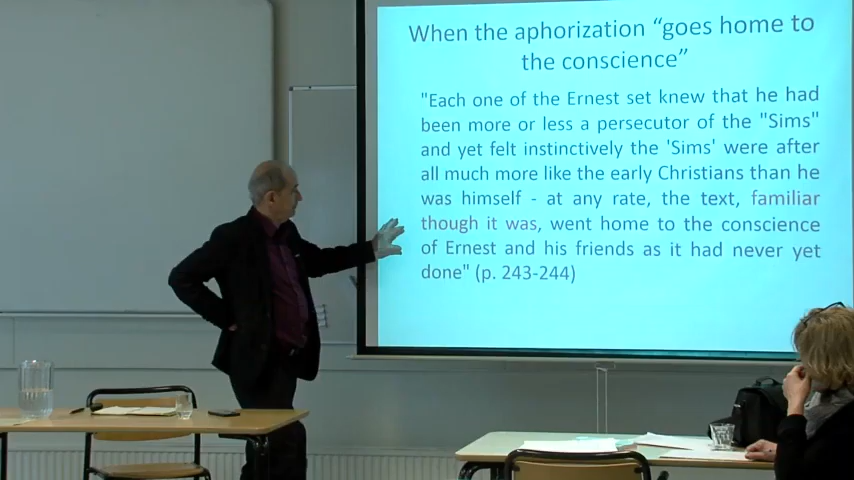 When the aphorization “goes home to
the conscience”
"Each one of the Ernest set knew that he had
been more or less a persecutor of the "Sims"
and yet felt instinctively the 'Sims' were after
all much more like the early Christians than he
was himself - at any rate, the text, familiar
though it was, went home to the conscience
of Ernest and his friends as it had never yet
done" (p. 243-244)